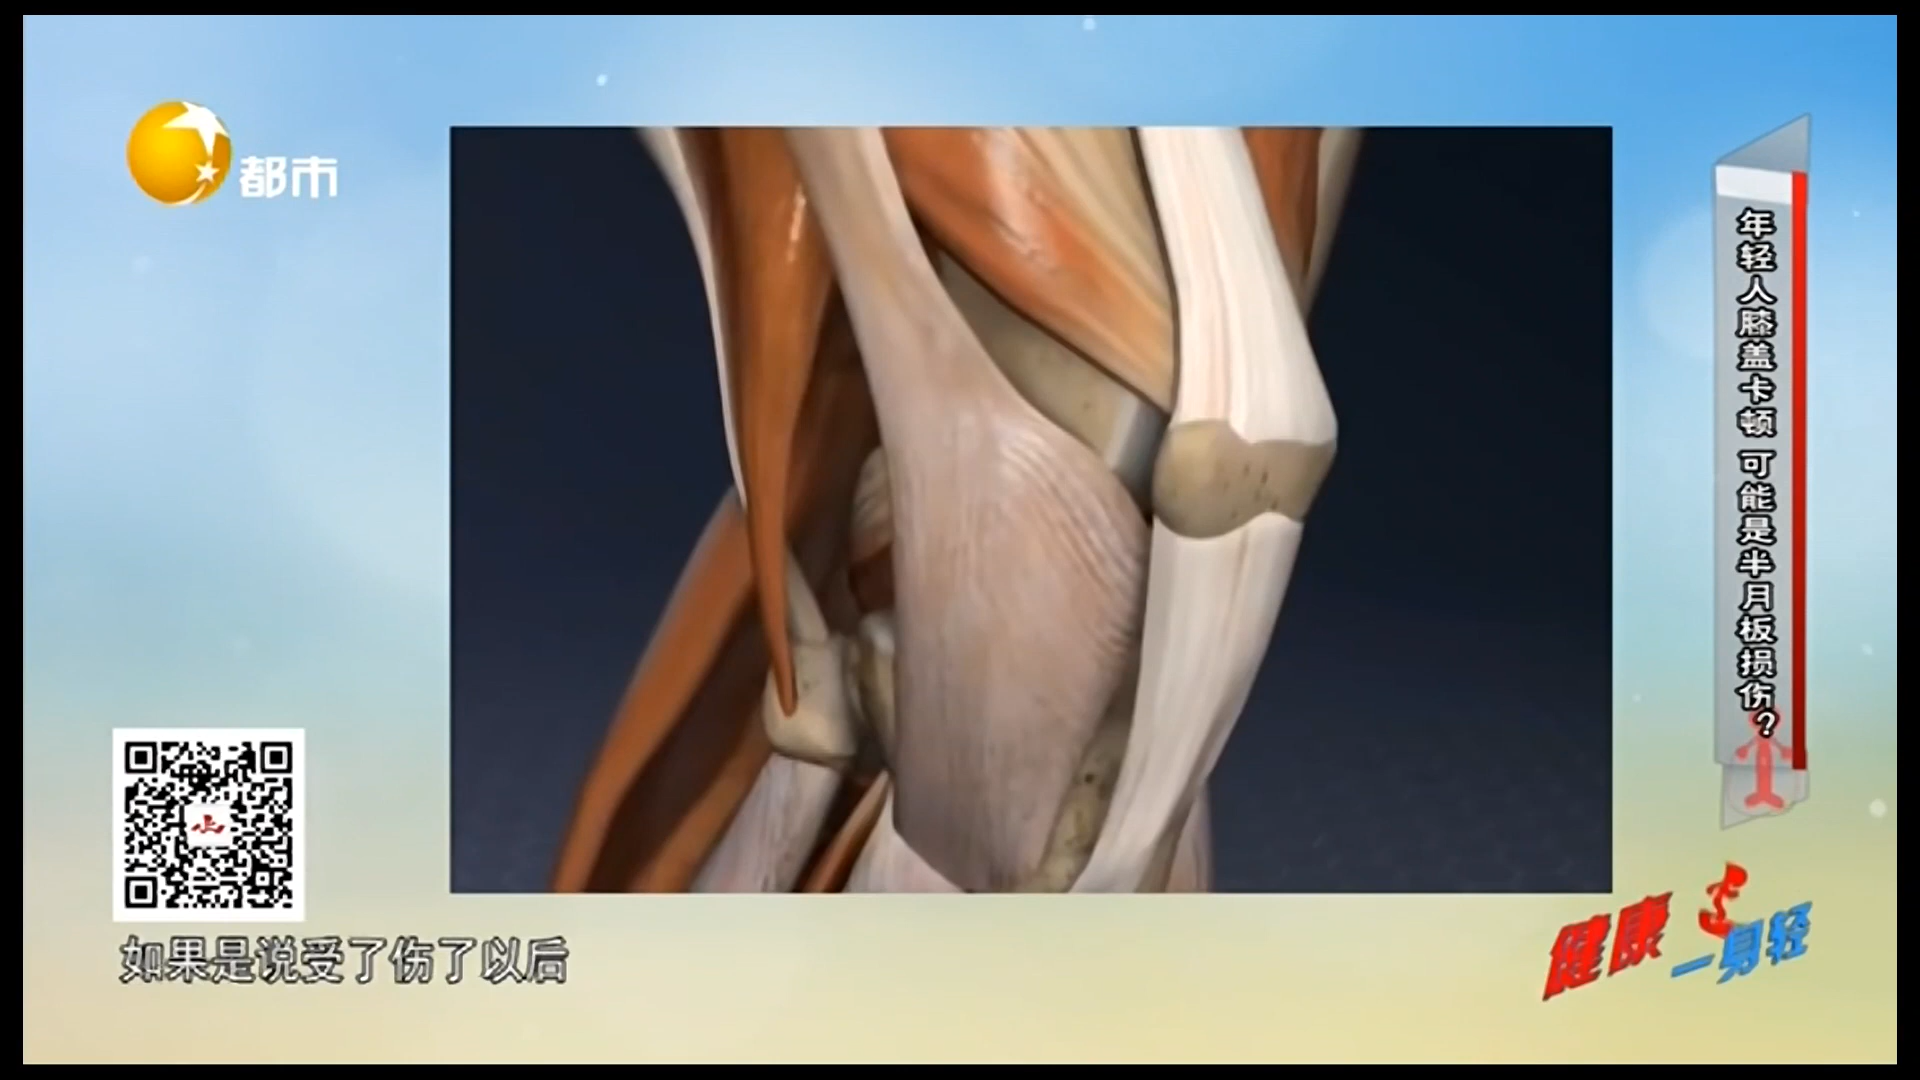 都市
年轻人膝盖卡顿 可能是半月板损伤?
如果是说受了伤了以后
健康
一身轻